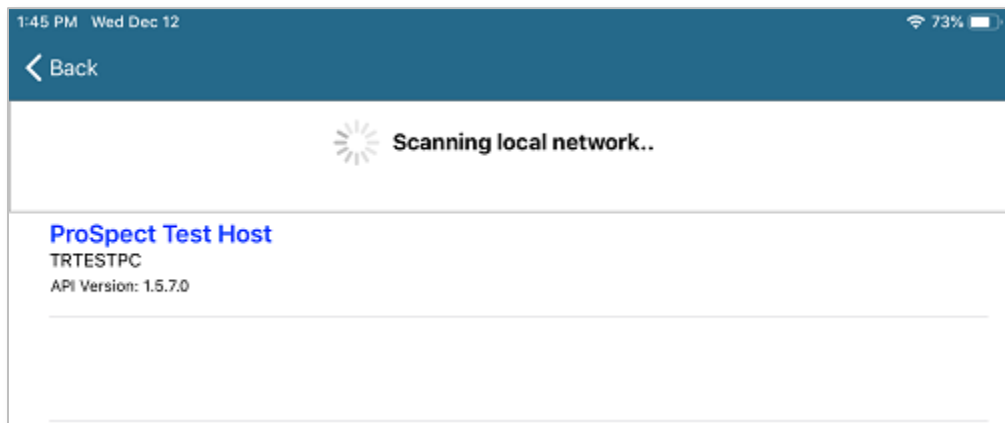 1:45 PM Wed Dec 12 73%
Back
Scanning local network..
ProSpect Test Host
TRTESTPC
API Version: 1.5.7.0